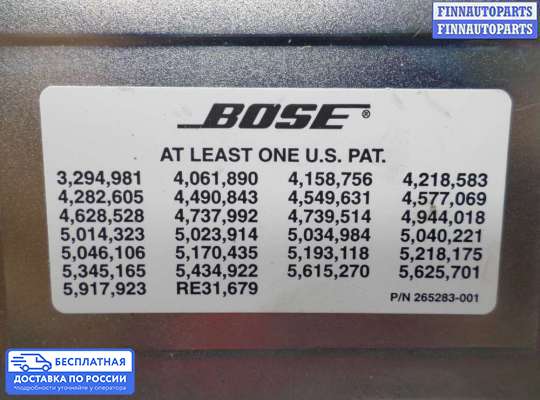 FINNAUTOPARTS
FINNAUTOPARTS
FINNAUTOPARTS
BOSE®
AT LEAST ONE U.S. PAT.
3,294,981 4,061,890 4,158,756 4,218,583
4,282,605 4,490,843 4,549,631 4,577,069
4,628,528 4,737,992 4,739,514 4,944,018
5,014,323 5,023,914 5,034,984 5,040,221
5,046,106 5,170,435 5,193,118 5,218,175
5,345,165 5,434,922 5,615,270 5,625,701
5,917,923 RE31,679
P/N 265283-001
БЕСПЛАТНАЯ
ДОСТАВКА ПО РОССИИ
*подробности уточняйте у оператора